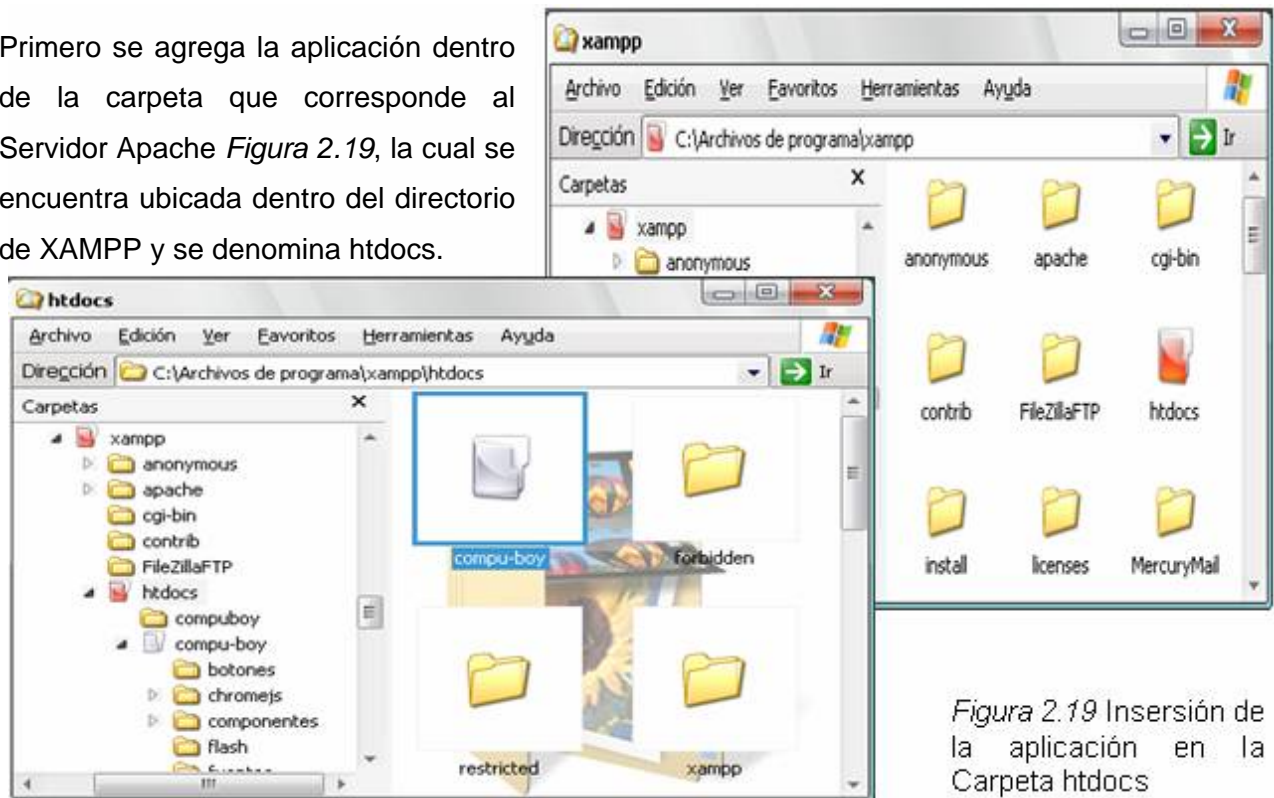 Primero se agrega la aplicación dentro
de la carpeta que corresponde al
Servidor Apache Figura 2.19, la cual se
encuentra ubicada dentro del directorio
de XAMPP y se denomina htdocs.
xampp
Archivo Edición Ver Favoritos Herramientas Ayuda
Dirección C:\Archivos de programa\xampp Ir
Carpetas X
xampp
anonymous
anonymous apache cgi-bin
contrib FileZillaFTP htdocs
install licenses MercuryMail
htdocs
Archivo Edición Ver Favoritos Herramientas Ayuda
Dirección C:\Archivos de programa\xampp\htdocs Ir
Carpetas X
xampp
anonymous
apache
cgi-bin
contrib
FileZillaFTP
htdocs
compuboy
compu-boy
botones
chromejs
componentes
flash
compu-boy forbidden
restricted xampp
Figura 2.19 Insersión de
la aplicación en la
Carpeta htdocs